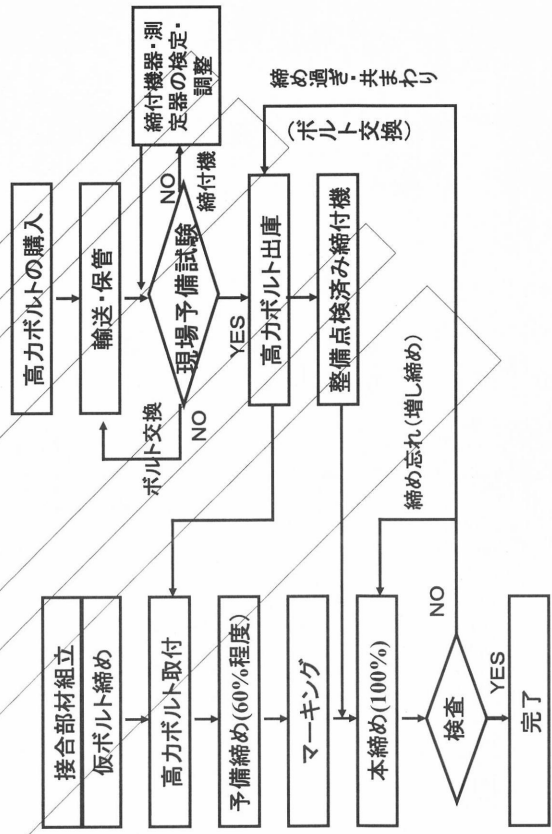 接合部材組立
仮ボルト締め
高力ボルト取付
予備締め(60%程度)
マーキング
本締め(100%)
検査
YES
完了
NO
締め忘れ(増し締め)
高力ボルトの購入
輸送・保管
現場予備試験
ボルト交換
NO
NO
締付機
締付機器・測
定器の検定・
調整
YES
高力ボルト出庫
整備点検済み締付機
締め過ぎ・共まわり
(ボルト交換)